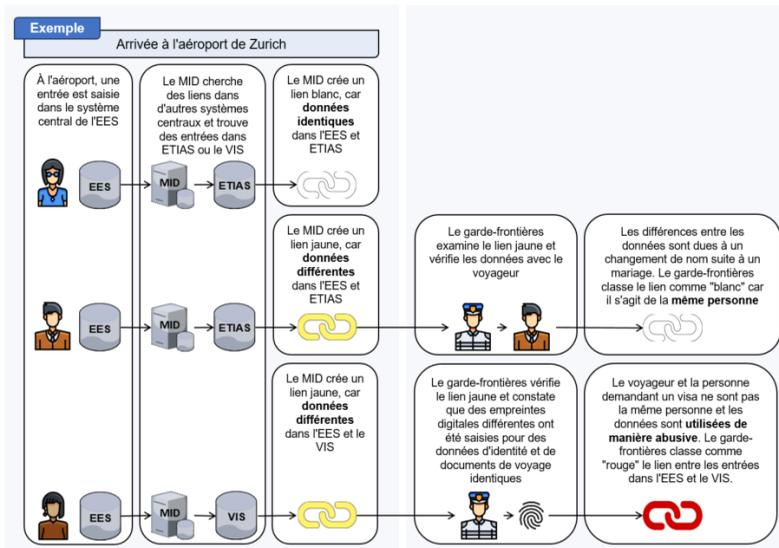 Exemple
Arrivée à l'aéroport de Zurich
À l'aéroport, une
entrée est saisie
dans le système
central de l'EES
Le MID cherche
des liens dans
d'autres systèmes
centraux et trouve
des entrées dans
ETIAS ou le VIS
Le MID crée un
lien blanc, car
données
identiques
dans l'EES et
ETIAS
EES
MID
ETIAS
Le MID crée un
lien jaune, car
données
différentes
dans l'EES et
ETIAS
Le garde-frontières
examine le lien jaune et
vérifie les données avec le
voyageur
Les différences entre les
données sont dues à un
changement de nom suite à un
mariage. Le garde-frontières
classe le lien comme "blanc" car
il s'agit de la même personne
EES
MID
ETIAS
Le MID crée un
lien jaune, car
données
différentes
dans l'EES et le
VIS
Le garde-frontières vérifie
le lien jaune et constate
que des empreintes
digitales différentes ont
été saisies pour des
données d'identité et de
documents de voyage
identiques
Le voyageur et la personne
demandant un visa ne sont pas
la même personne et les
données sont utilisées de
manière abusive. Le garde-
frontières classe comme
"rouge" le lien entre les entrées
dans l'EES et le VIS.
EES
MID
VIS